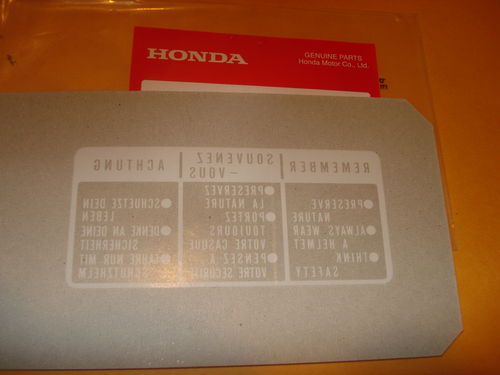 HONDA
GENUINE PARTS
Honda Motor Co., Ltd.
REMEMBER
●PRESERVE
NATURE
●ALWAYS WEAR
A HELMET
●THINK
SAFETY
SOUVENEZ
-VOUS
●PRESERVEZ
LA NATURE
●PORTEZ
TOUJOURS
VOTRE CASQUE
●PENSEZ A
VOTRE SECURITE
ACHTUNG
●SCHUETZE DEIN
LEBEN
●DENKE AN DEINE
SICHERHEIT
●FAHRE NUR MIT
SCHUTZHELM